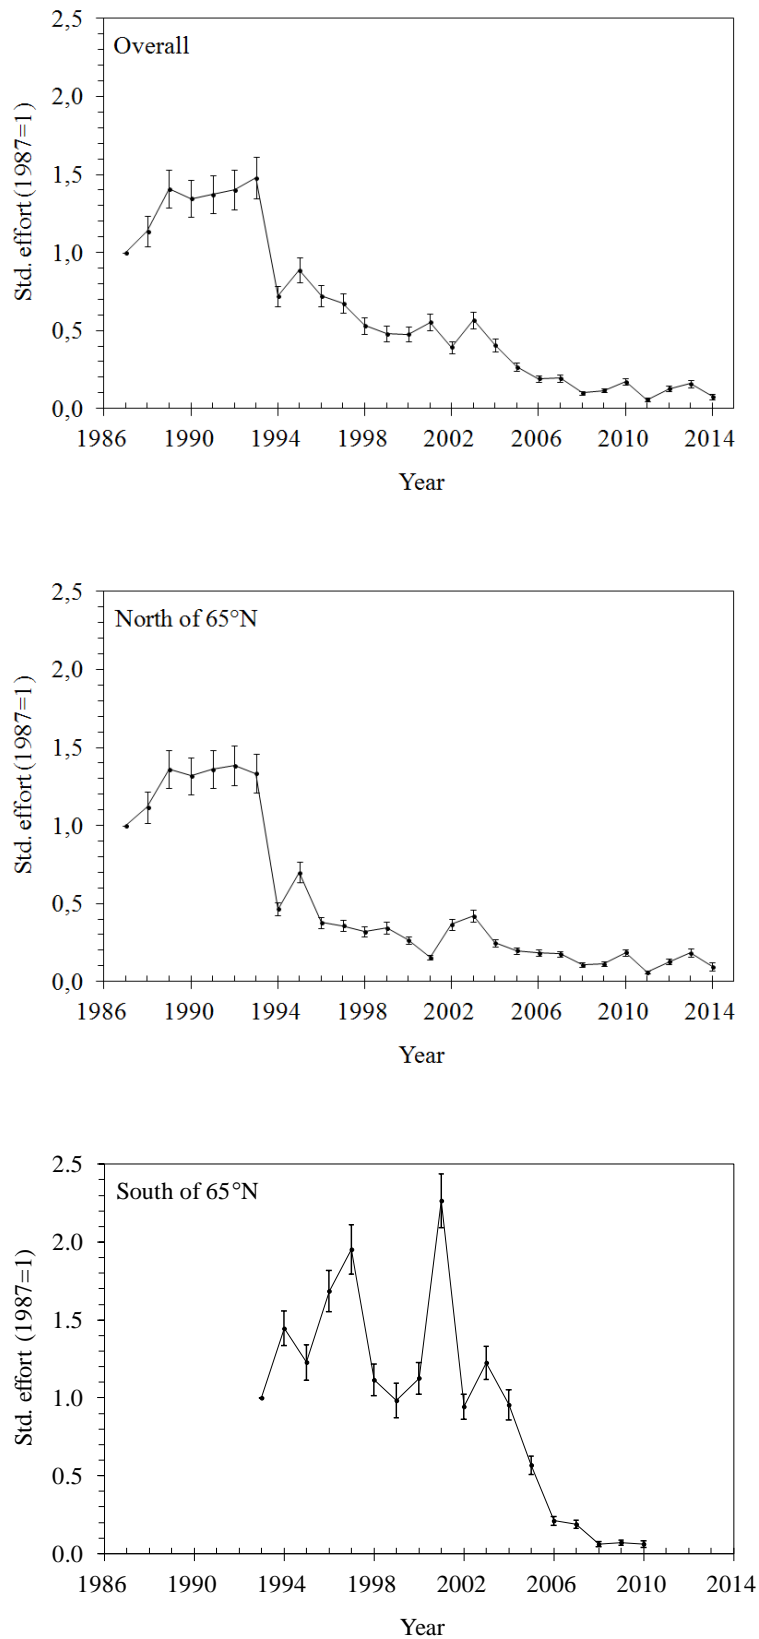 2,5
Overall
2,0
1,5
1,0
0,5
0,0
Std. effort (1987=1)
1986 1990 1994 1998 2002 2006 2010 2014
Year
2,5
North of 65°N
2,0
1,5
1,0
0,5
0,0
Std. effort (1987=1)
1986 1990 1994 1998 2002 2006 2010 2014
Year
2.5
South of 65°N
2.0
1.5
1.0
0.5
0.0
Std. effort (1987=1)
1986 1990 1994 1998 2002 2006 2010 2014
Year